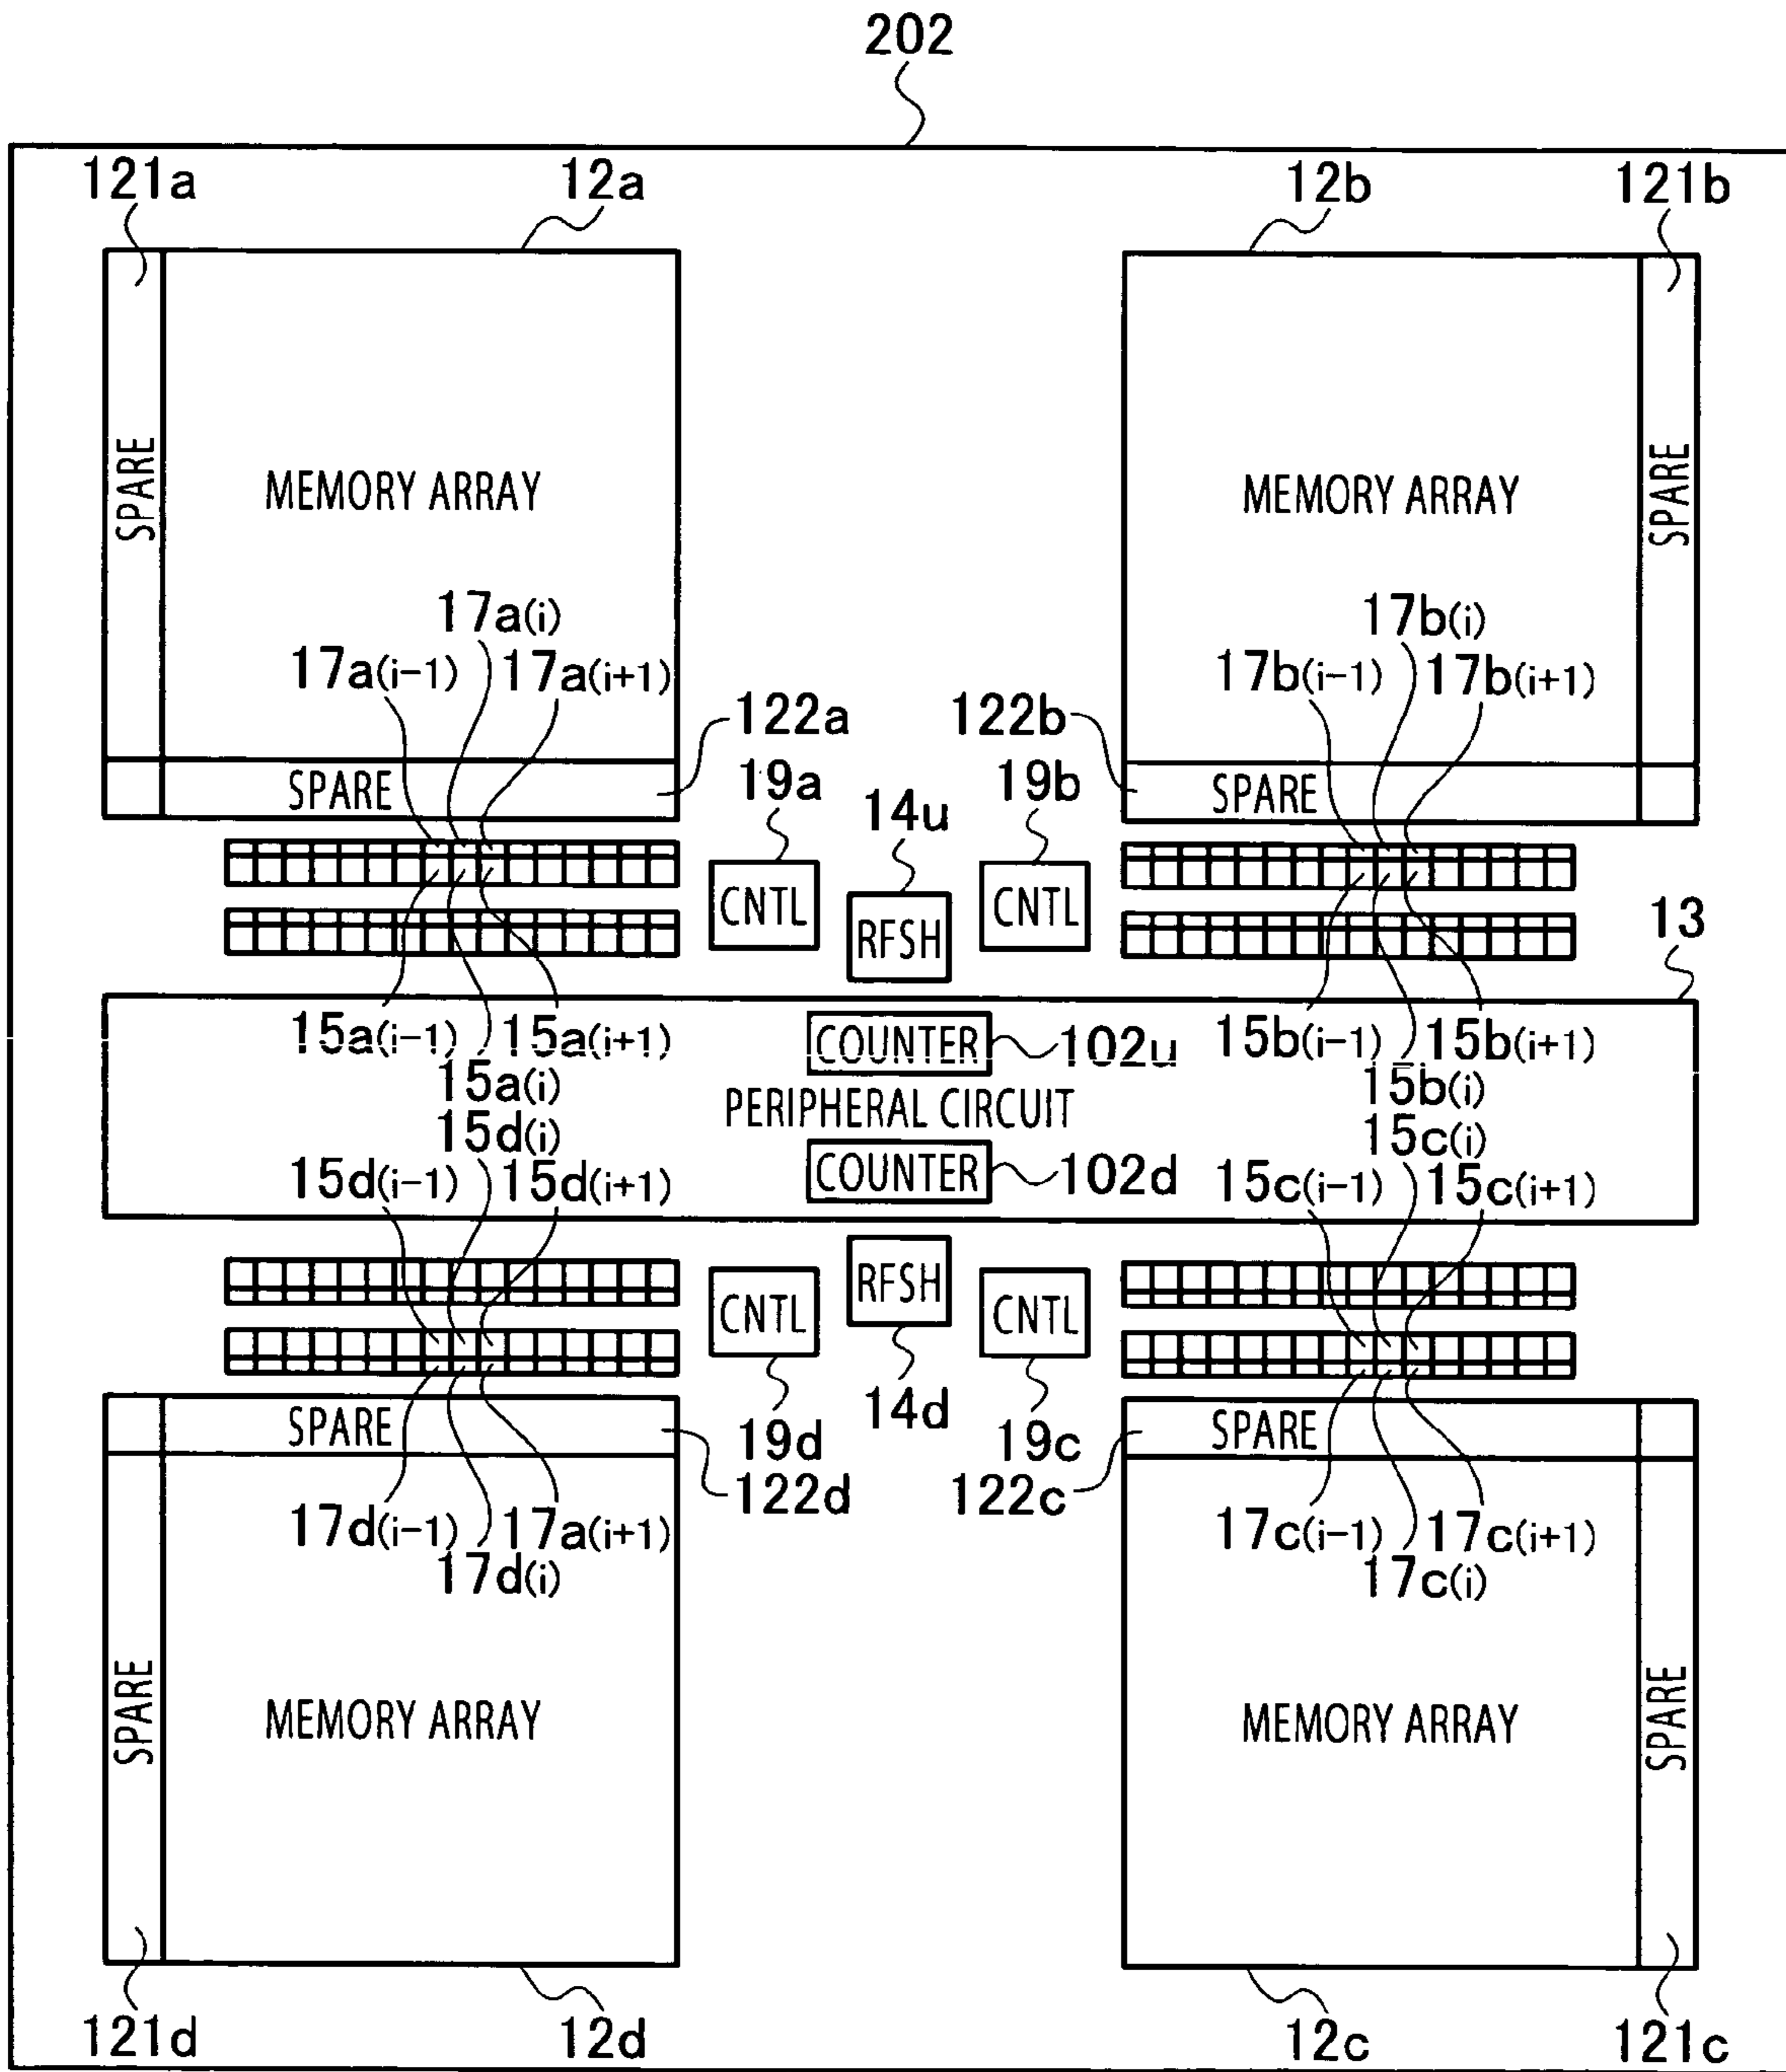 202
121a 12a 12b 121b
SPARE MEMORY ARRAY MEMORY ARRAY SPARE
17a(i) 17b(i)
17a(i-1) 17a(i+1) 17b(i-1) 17b(i+1)
122a 122b
SPARE 19a 19b SPARE
14u
CNTL CNTL
RFSH
13
15a(i-1) 15a(i+1) COUNTER 102u 15b(i-1) 15b(i+1)
15a(i) 15b(i)
PERIPHERAL CIRCUIT
15d(i) 15c(i)
15d(i-1) 15d(i+1) COUNTER 102d 15c(i-1) 15c(i+1)
RFSH
CNTL CNTL
14d
SPARE 19d 19c SPARE
122d 122c
17d(i-1) 17a(i+1) 17c(i-1) 17c(i+1)
17d(i) 17c(i)
SPARE MEMORY ARRAY MEMORY ARRAY SPARE
121d 12d 12c 121c